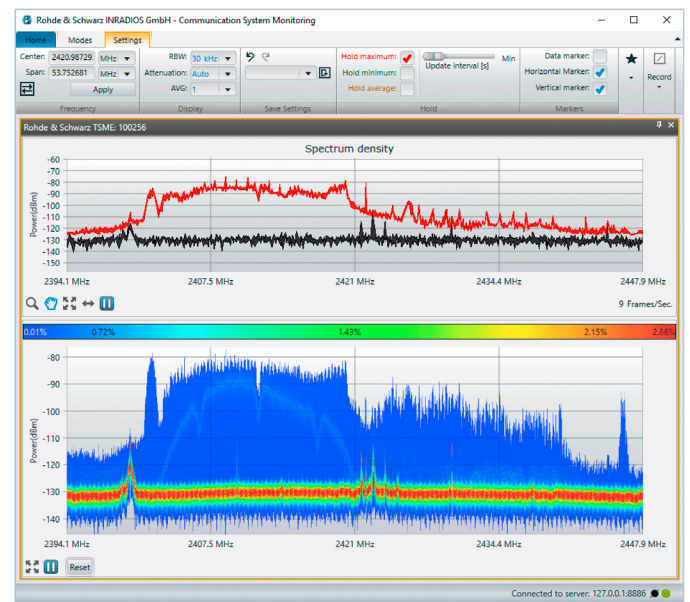 Rohde & Schwarz INRADIOS GmbH - Communication System Monitoring
Home Modes Settings
Center: 2420.98729 MHz RBW: 30 kHz Hold maximum: Min Data marker:
Update Interval [s]
Span: 53.752681 MHz Attenuation: Auto Hold minimum: Horizontal Marker: Record
Apply AVG: 1 Hold average: Vertical marker:
Frequency Display Save Settings Hold Markers
Rohde & Schwarz TSME: 100256
Spectrum density
Power(dBm)
-60
-70
-80
-90
-100
-110
-120
-130
-140
-150
2394.1 MHz 2407.5 MHz 2421 MHz 2434.4 MHz 2447.9 MHz
9 Frames/Sec.
0.01% 0.72% 1.43% 2.15% 2.86%
Power(dBm)
-80
-90
-100
-110
-120
-130
-140
2394.1 MHz 2407.5 MHz 2421 MHz 2434.4 MHz 2447.9 MHz
Reset
Connected to server: 127.0.0.1:8886